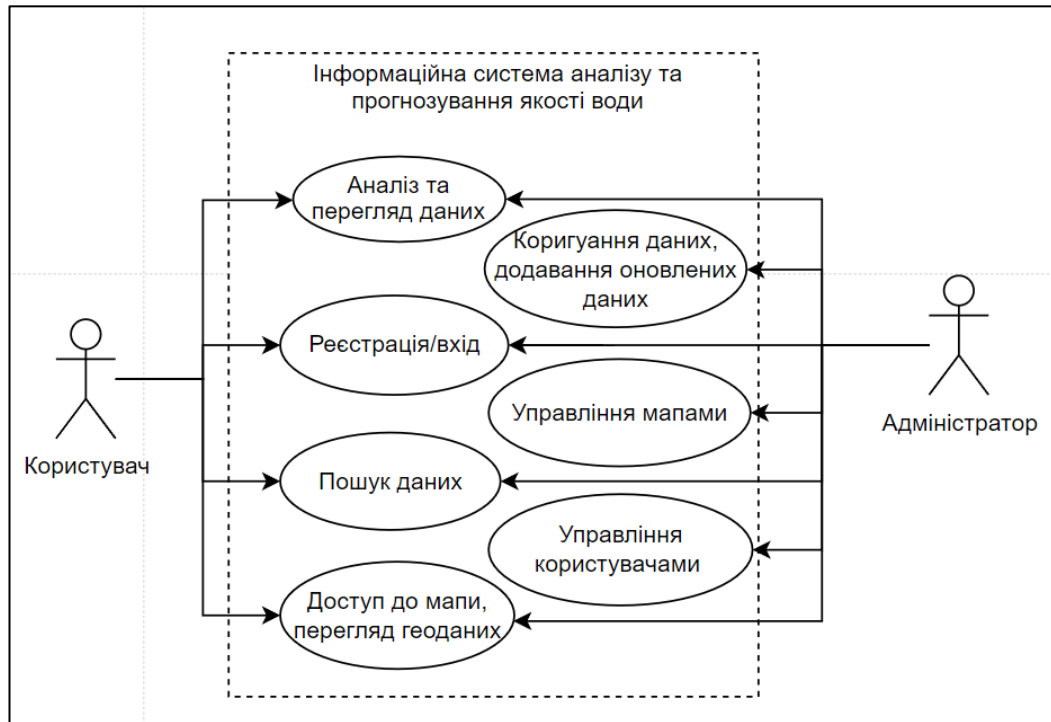 Інформаційна система аналізу та
прогнозування якості води
Аналіз та
перегляд даних
Коригуання даних,
додавання оновлених
даних
Реєстрація/вхід
Управління мапами
Адміністратор
Користувач
Пошук даних
Управління
користувачами
Доступ до мапи,
перегляд геоданих